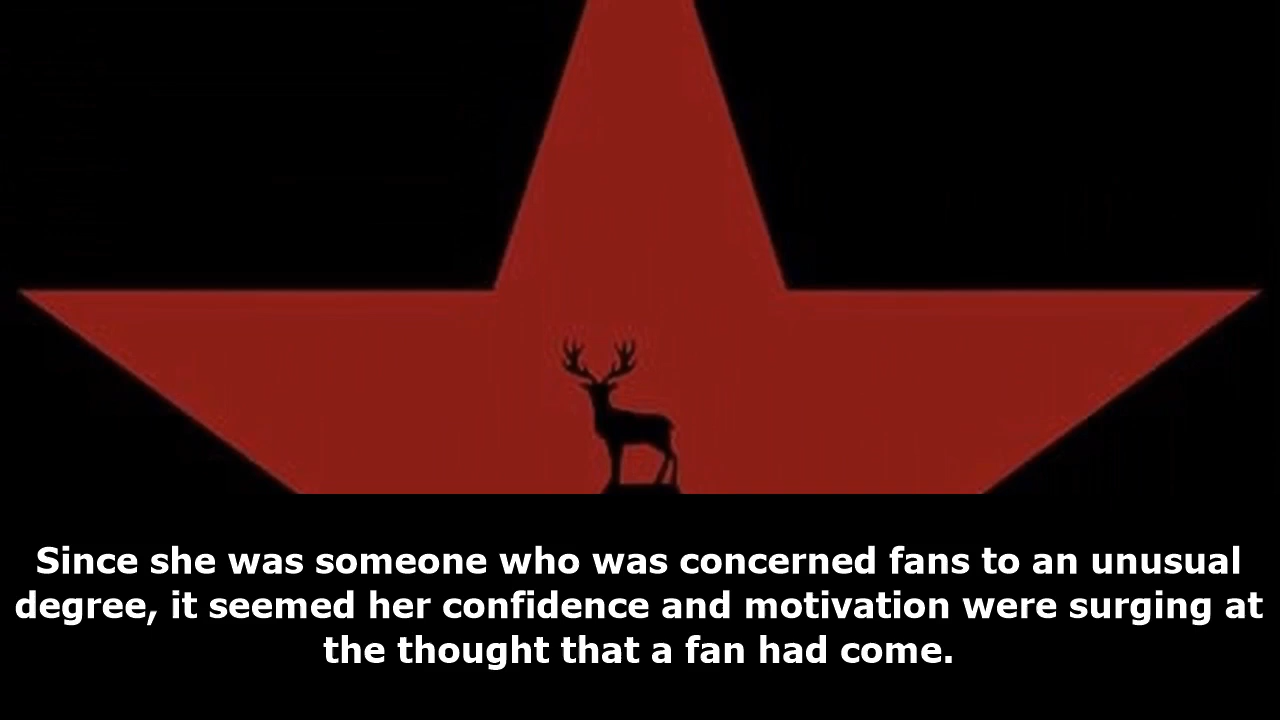 Since she was someone who was concerned fans to an unusual
degree, it seemed her confidence and motivation were surging at
the thought that a fan had come.